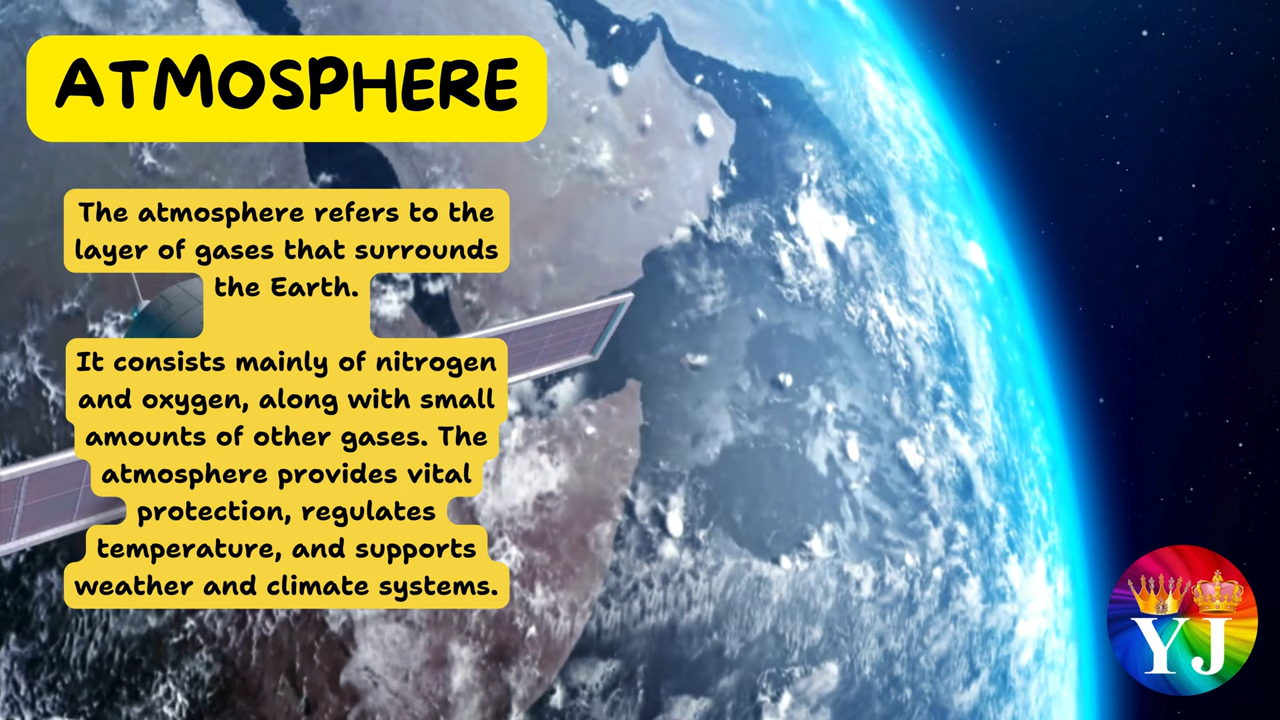 ATMOSPHERE
The atmosphere refers to the
layer of gases that surrounds
the Earth.
It consists mainly of nitrogen
and oxygen, along with small
amounts of other gases. The
atmosphere provides vital
protection, regulates
temperature, and supports
weather and climate systems.
YJ